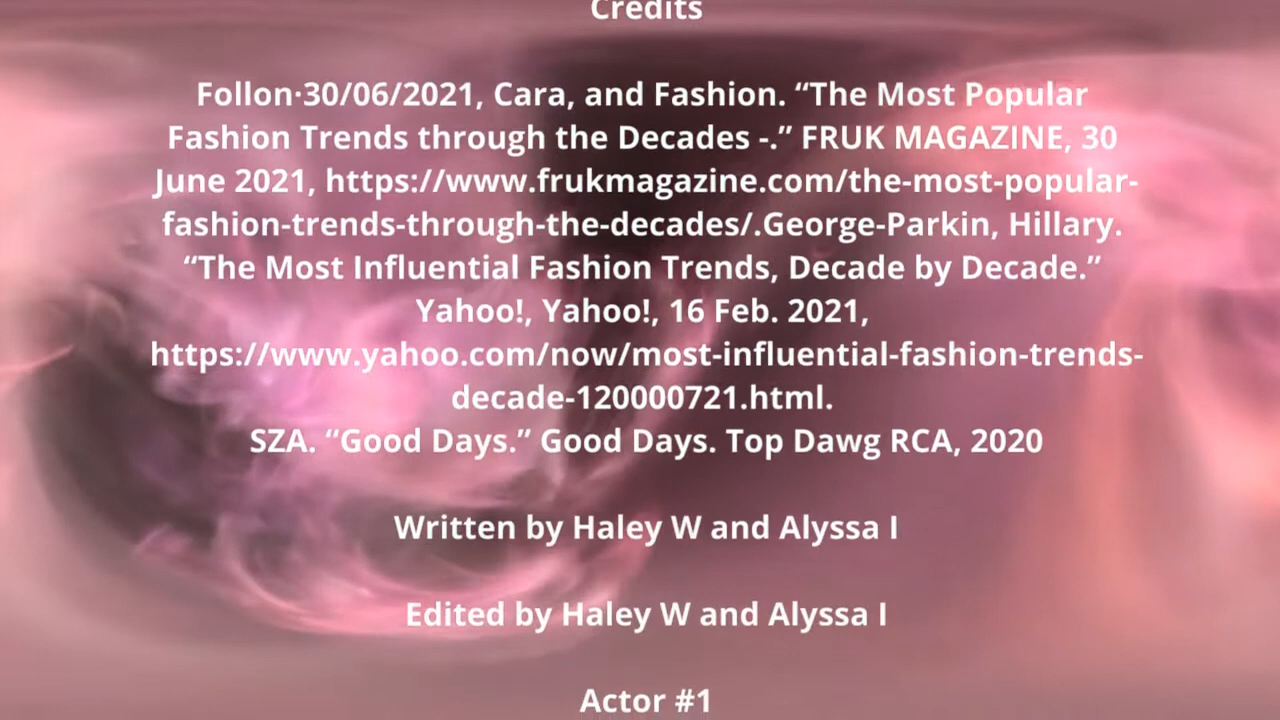 Credits
Follon·30/06/2021, Cara, and Fashion. “The Most Popular
Fashion Trends through the Decades -.” FRUK MAGAZINE, 30
June 2021, https://www.frukmagazine.com/the-most-popular-
fashion-trends-through-the-decades/.George-Parkin, Hillary.
“The Most Influential Fashion Trends, Decade by Decade.”
Yahoo!, Yahoo!, 16 Feb. 2021,
https://www.yahoo.com/now/most-influential-fashion-trends-
decade-120000721.html.
SZA. “Good Days.” Good Days. Top Dawg RCA, 2020
Written by Haley W and Alyssa I
Edited by Haley W and Alyssa I
Actor #1